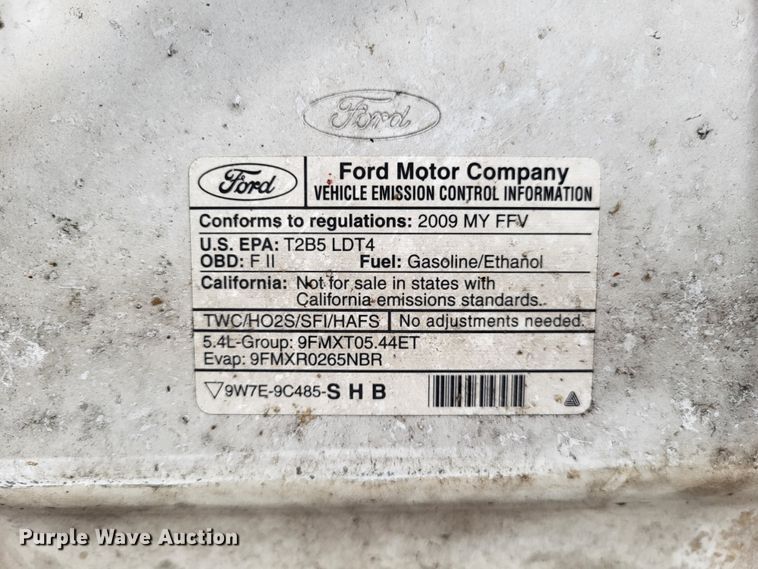 Ford
Ford
Ford Motor Company
VEHICLE EMISSION CONTROL INFORMATION
Conforms to regulations: 2009 MY FFV
U.S. EPA: T2B5 LDT4
OBD: F II Fuel: Gasoline/Ethanol
California: Not for sale in states with
California emissions standards.
TWC/HO2S/SFI/HAFS No adjustments needed.
5.4L-Group: 9FMXT05.44ET
Evap: 9FMXR0265NBR
9W7E-9C485-SHB
Purple Wave Auction